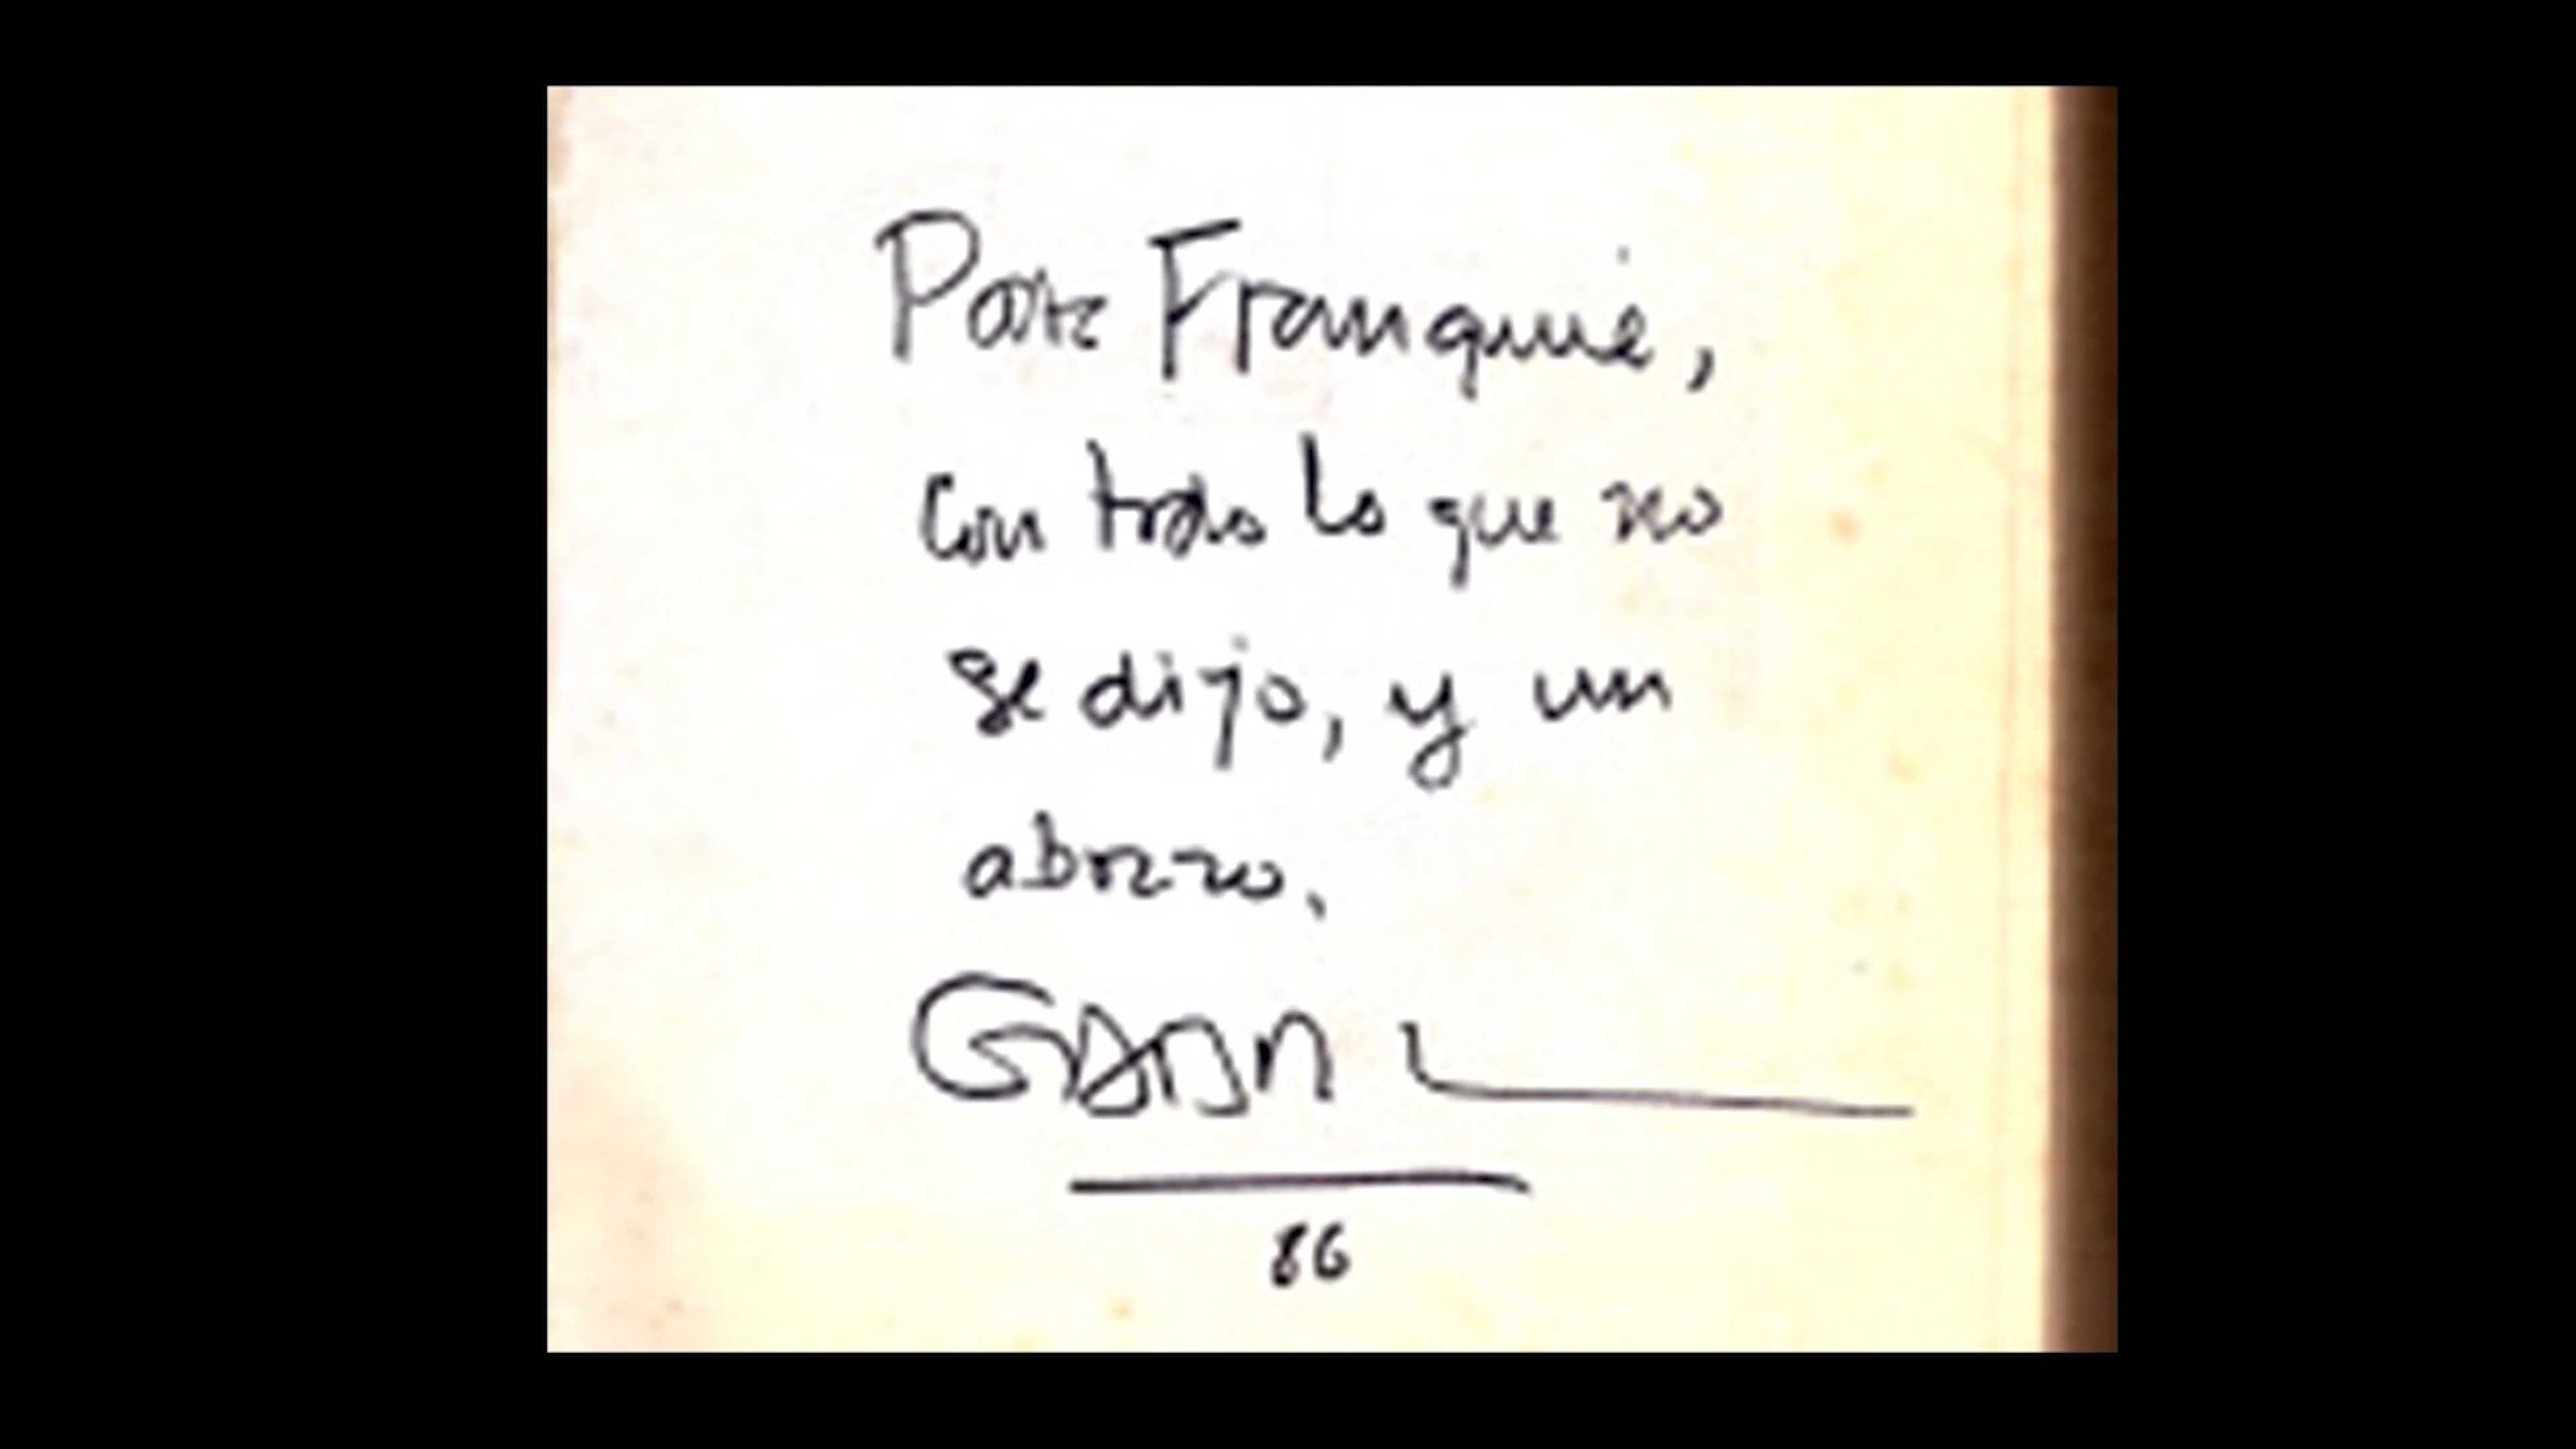 Para Franquie,
Con todo lo que no
se dijo, y un
abrazo.
86